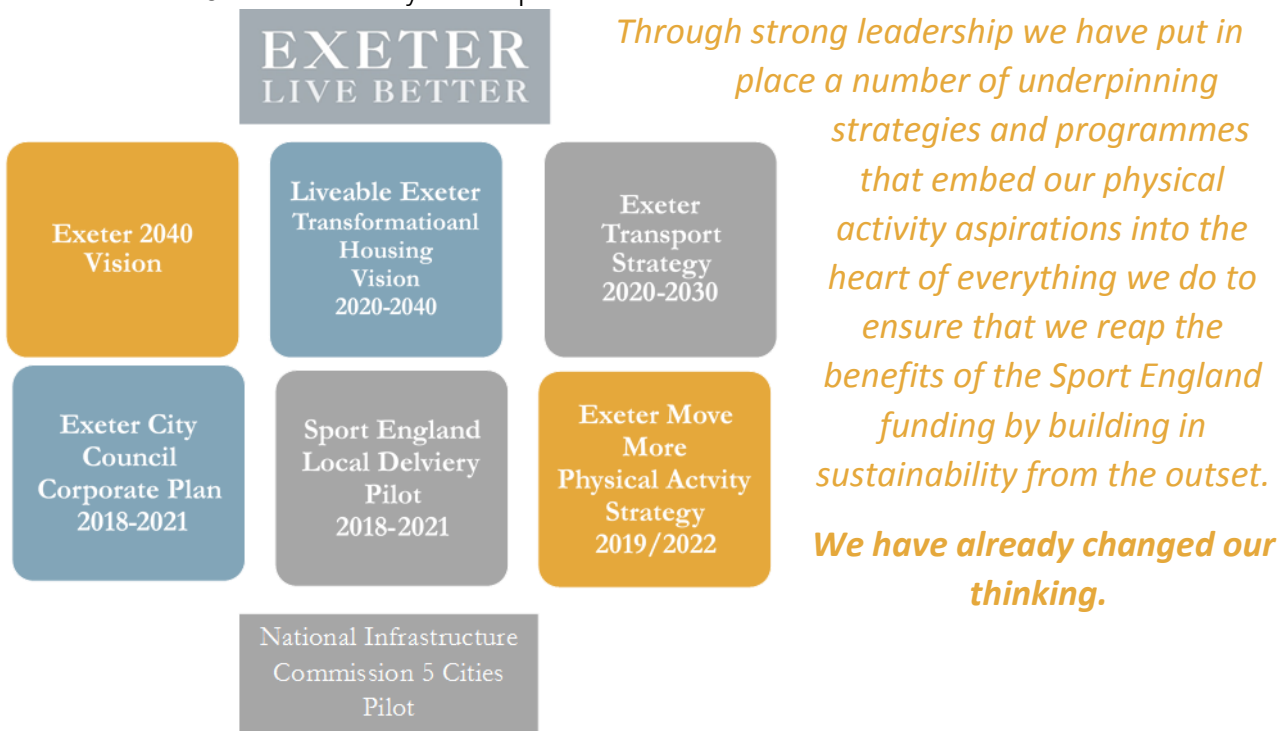 EXETER
LIVE BETTER
Through strong leadership we have put in
place a number of underpinning
strategies and programmes
that embed our physical
activity aspirations into the
heart of everything we do to
ensure that we reap the
benefits of the Sport England
funding by building in
sustainability from the outset.
We have already changed our
thinking.
Exeter 2040
Vision
Liveable Exeter
Transformatioanl
Housing
Vision
2020-2040
Exeter
Transport
Strategy
2020-2030
Exeter City
Council
Corporate Plan
2018-2021
Sport England
Local Delviery
Pilot
2018-2021
Exeter Move
More
Physical Actvity
Strategy
2019/2022
National Infrastructure
Commission 5 Cities
Pilot